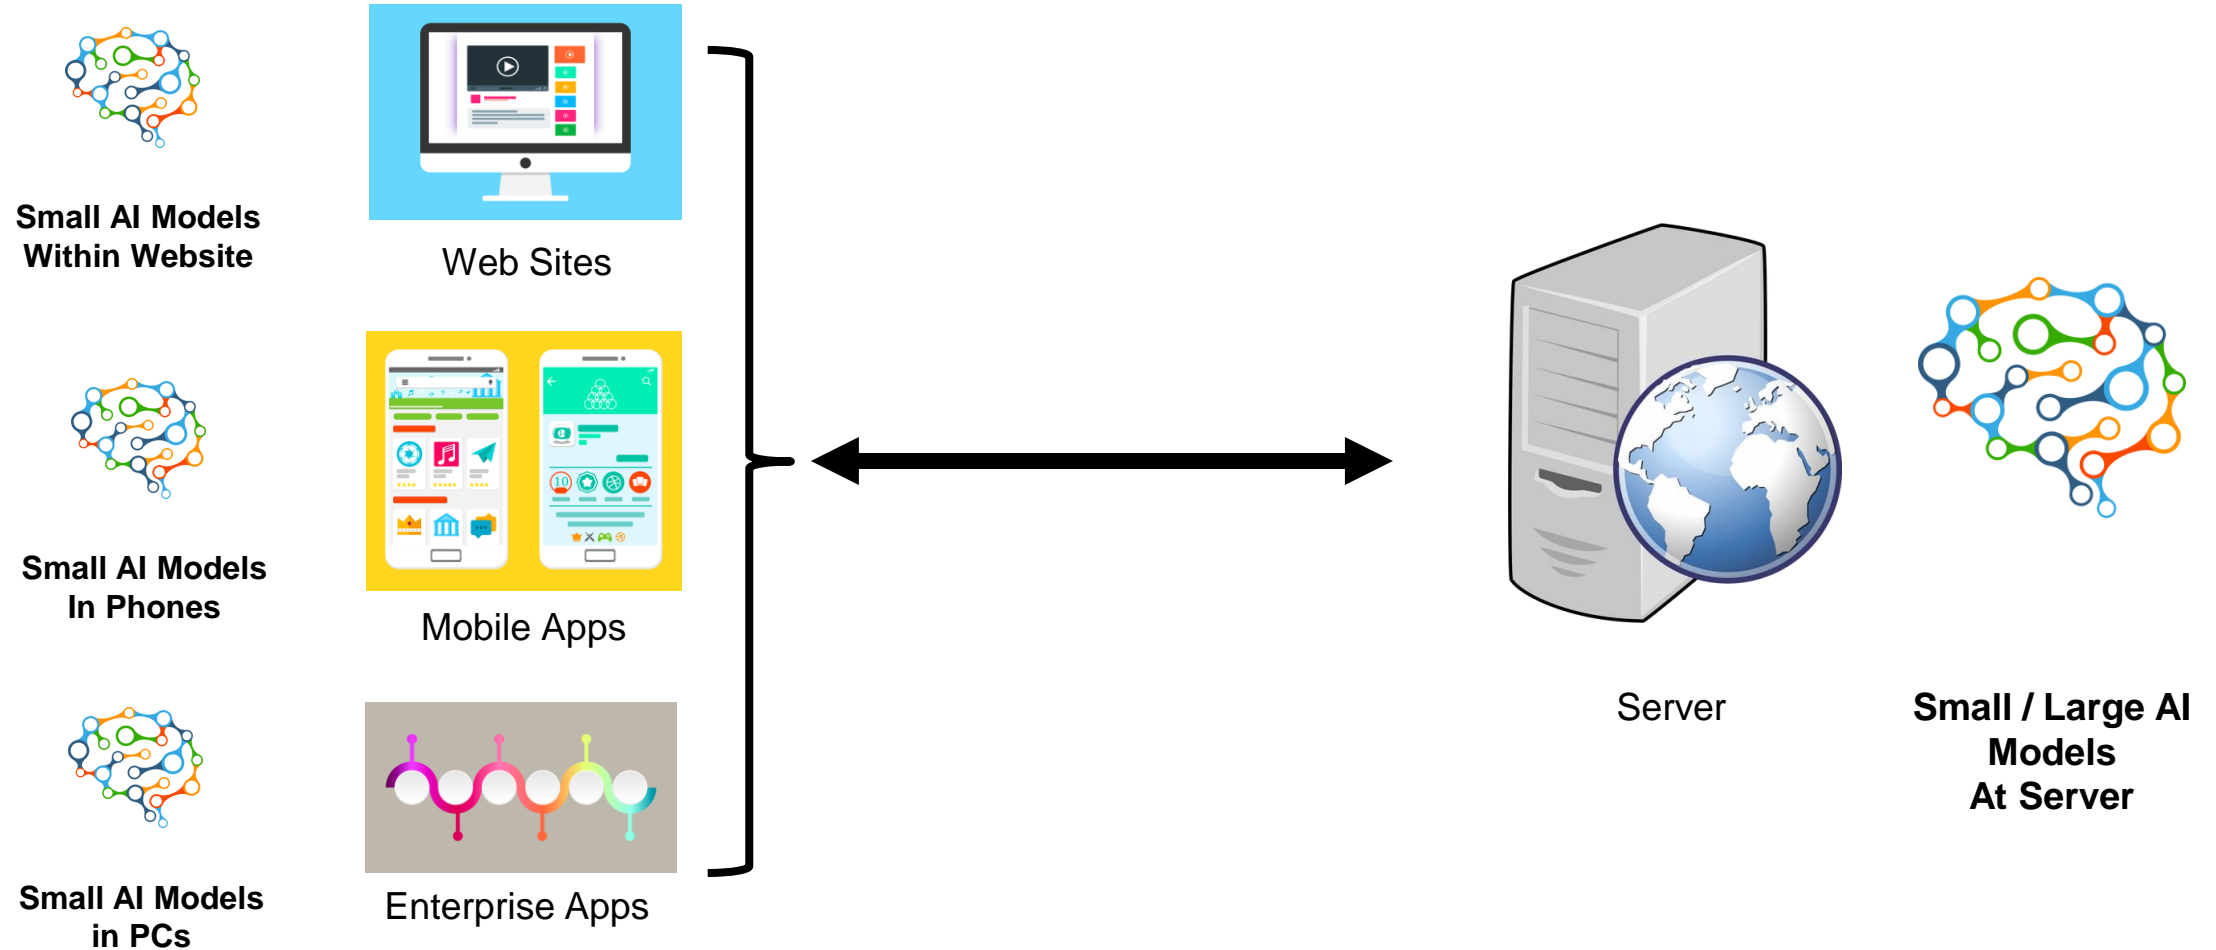 Small AI Models
Within Website
Web Sites
Small AI Models
In Phones
Mobile Apps
10
Small AI Models
in PCs
Enterprise Apps
Server
Small / Large AI
Models
At Server